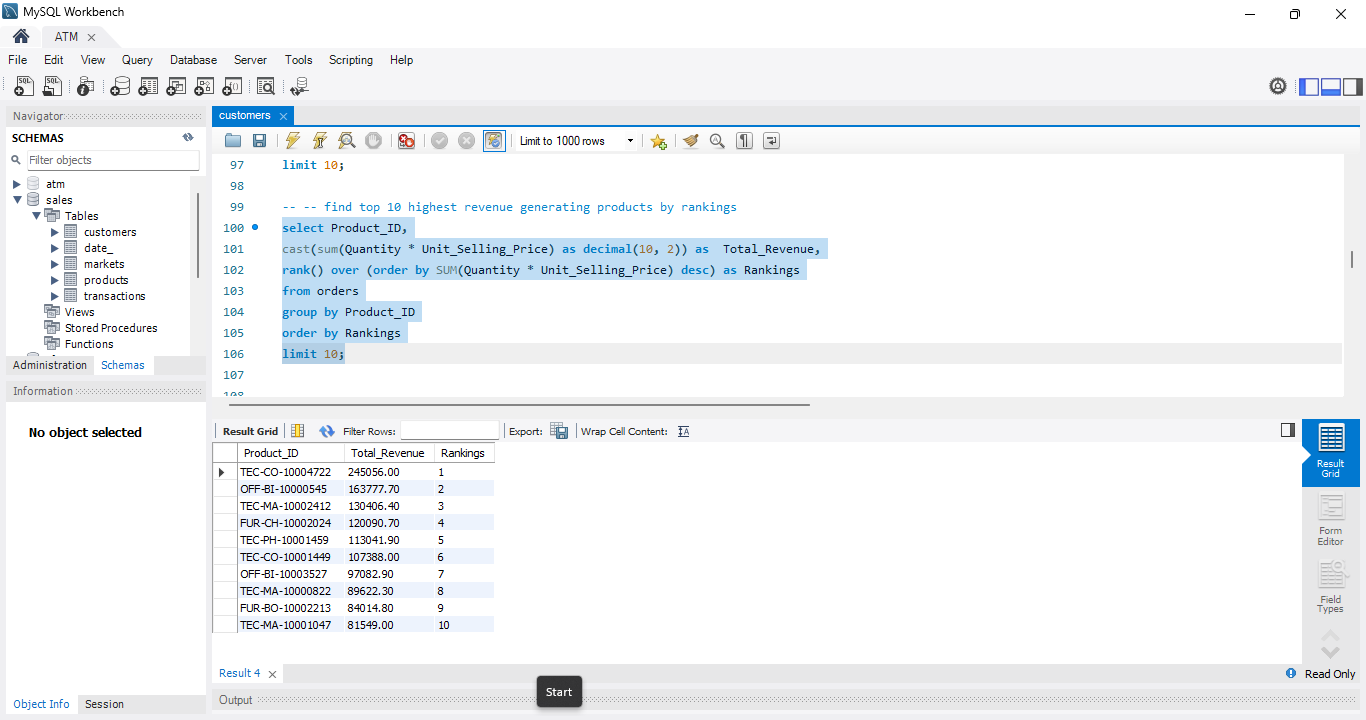 MySQL Workbench
ATM
File Edit View Query Database Server Tools Scripting Help
Navigator
SCHEMAS
Filter objects
atm
sales
Tables
customers
date_
markets
products
transactions
Views
Stored Procedures
Functions
Administration Schemas
Information
No object selected
Object Info Session
customers
Limit to 1000 rows
97 limit 10;
98
99 -- -- find top 10 highest revenue generating products by rankings
100 select Product_ID,
101 cast(sum(Quantity * Unit_Selling_Price) as decimal(10, 2)) as  Total_Revenue,
102 rank() over (order by SUM(Quantity * Unit_Selling_Price) desc) as Rankings
103 from orders
104 group by Product_ID
105 order by Rankings
106 limit 10;
107
Result Grid Filter Rows: Export: Wrap Cell Content:
Product_ID Total_Revenue Rankings
TEC-CO-10004722 245056.00 1
OFF-BI-10000545 163777.70 2
TEC-MA-10002412 130406.40 3
FUR-CH-10002024 120090.70 4
TEC-PH-10001459 113041.90 5
TEC-CO-10001449 107388.00 6
OFF-BI-10003527 97082.90 7
TEC-MA-10000822 89622.30 8
FUR-BO-10002213 84014.80 9
TEC-MA-10001047 81549.00 10
Result
Grid
Form
Editor
Field
Types
Result 4
Read Only
Output
Start